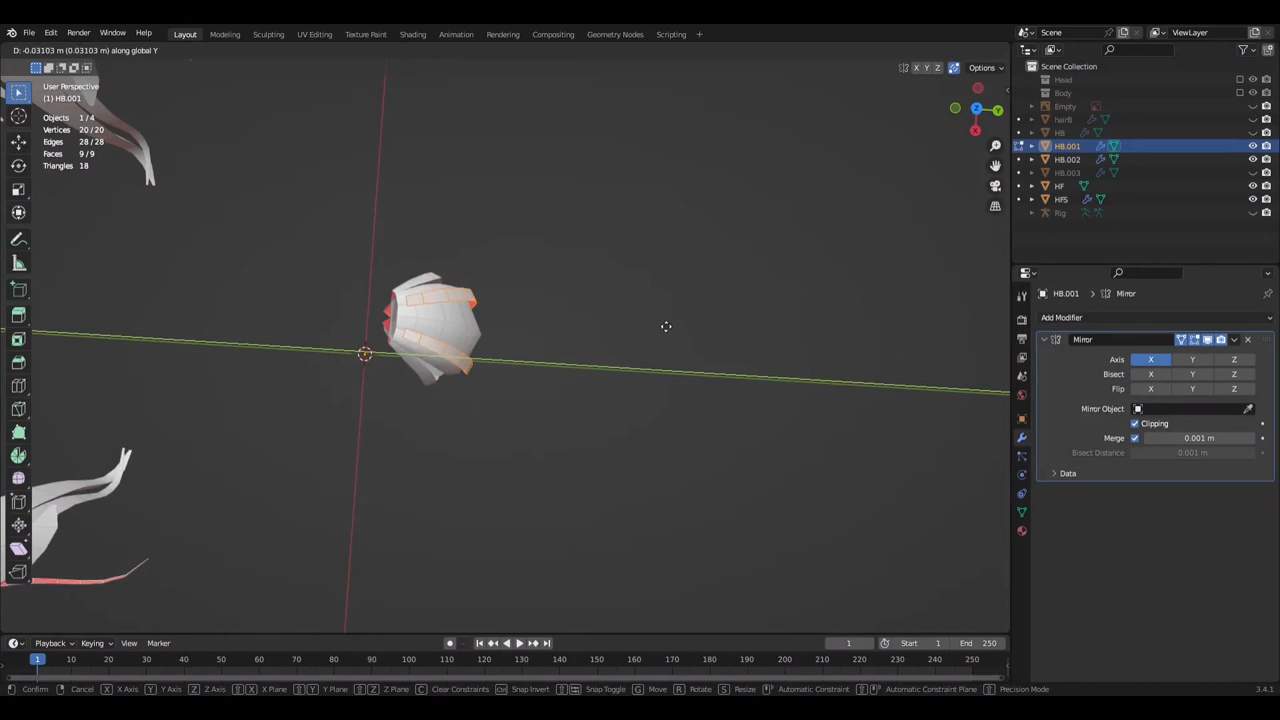 File Edit Render Window Help Layout Modeling Sculpting UV Editing Texture Paint Shading Animation Rendering Compositing Geometry Nodes Scripting + Scene ViewLayer
D: -0.03103 m (0.03103 m) along global Y
X Y Z Options
User Perspective
(1) HB.001
Objects 1/4
Vertices 20/20
Edges 28/28
Faces 9/9
Triangles 18
Z Y X
Scene Collection
Head
Body
Empty
hairB
HB
HB.001
HB.002
HB.003
HF
HFS
Rig
HB.001 Mirror
Add Modifier
Mirror
Axis X Y Z
Bisect X Y Z
Flip X Y Z
Mirror Object
Clipping
Merge 0.001 m
Bisect Distance 0.001 m
Data
Playback Keying View Marker 1 Start 1 End 250
1 10 20 30 40 50 60 70 80 90 100 110 120 130 140 150 160 170 180 190 200 210 220 230 240 250
Confirm Cancel X X Axis Y Y Axis Z Z Axis X X Plane Y Y Plane Z Z Plane C Clear Constraints Ctrl Snap Invert Snap Toggle G Move R Rotate S Resize Automatic Constraint Automatic Constraint Plane Precision Mode 3.4.1